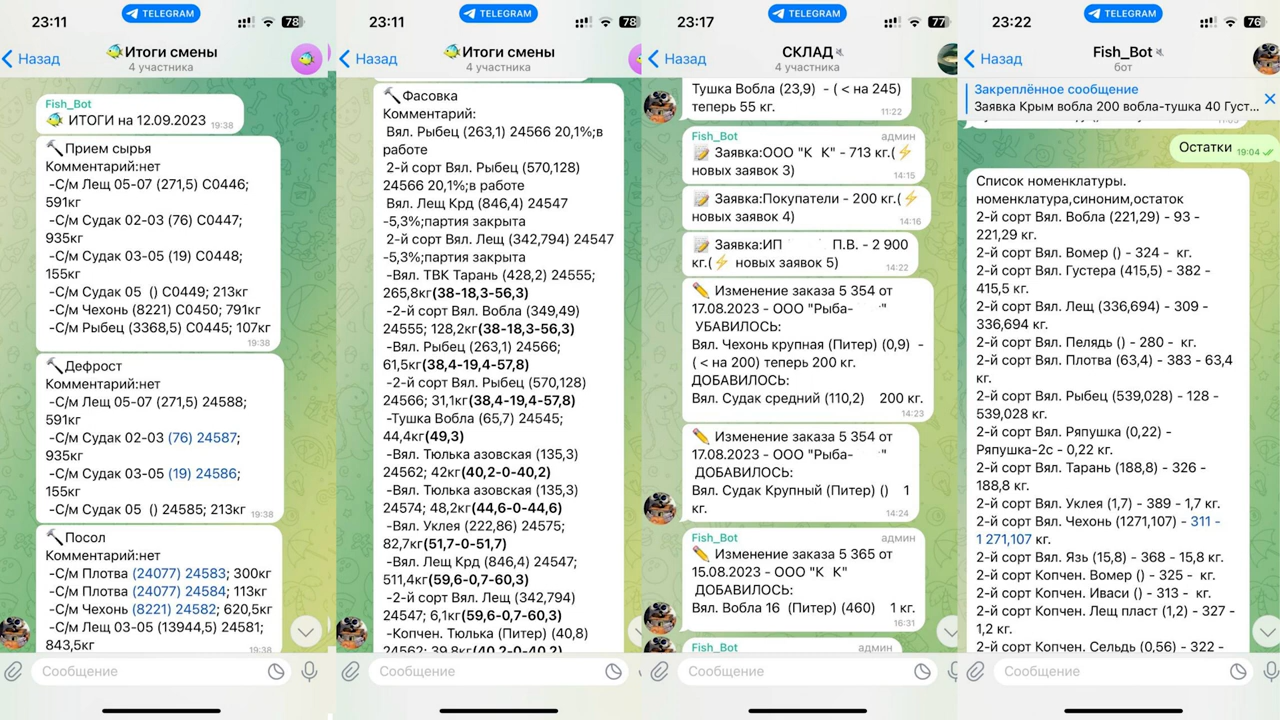 23:11
TELEGRAM
78
Назад
🐠Итоги смены
4 участника
Fish_Bot
🐠 ИТОГИ на 12.09.2023 19:38
🔨Прием сырья
Комментарий:нет
-С/м Лещ 05-07 (271,5) С0446;
591кг
-С/м Судак 02-03 (76) С0447;
935кг
-С/м Судак 03-05 (19) С0448;
155кг
-С/м Судак 05 () С0449; 213кг
-С/м Чехонь (8221) С0450; 791кг
-С/м Рыбец (3368,5) С0445; 107кг
19:38
🔨Дефрост
Комментарий:нет
-С/м Лещ 05-07 (271,5) 24588;
591кг
-С/м Судак 02-03 (76) 24587;
935кг
-С/м Судак 03-05 (19) 24586;
155кг
-С/м Судак 05 () 24585; 213кг 19:38
🔨Посол
Комментарий:нет
-С/м Плотва (24077) 24583; 300кг
-С/м Плотва (24077) 24584; 113кг
-С/м Чехонь (8221) 24582; 620,5кг
-С/м Лещ 03-05 (13944,5) 24581;
843,5кг 19:38
Сообщение
23:11
TELEGRAM
78
Назад
🐠Итоги смены
4 участника
🔨Фасовка
Комментарий:
Вял. Рыбец (263,1) 24566 20,1%;в
работе
2-й сорт Вял. Рыбец (570,128)
24566 20,1%;в работе
Вял. Лещ Крд (846,4) 24547
-5,3%;партия закрыта
2-й сорт Вял. Лещ (342,794) 24547
-5,3%;партия закрыта
-Вял. ТВК Тарань (428,2) 24555;
265,8кг(38-18,3-56,3)
-2-й сорт Вял. Вобла (349,49)
24555; 128,2кг(38-18,3-56,3)
-Вял. Рыбец (263,1) 24566;
61,5кг(38,4-19,4-57,8)
-2-й сорт Вял. Рыбец (570,128)
24566; 31,1кг(38,4-19,4-57,8)
-Тушка Вобла (65,7) 24545;
44,4кг(49,3)
-Вял. Тюлька азовская (135,3)
24562; 42кг(40,2-0-40,2)
-Вял. Тюлька азовская (135,3)
24574; 48,2кг(44,6-0-44,6)
-Вял. Уклея (222,86) 24575;
82,7кг(51,7-0-51,7)
-Вял. Лещ Крд (846,4) 24547;
511,4кг(59,6-0,7-60,3)
-2-й сорт Вял. Лещ (342,794)
24547; 6,1кг(59,6-0,7-60,3)
-Копчен. Тюлька (Питер) (40,8)
24562; 39,8кг(40,2-0-40,2)
Сообщение
23:17
TELEGRAM
77
Назад
СКЛАД
4 участника
Тушка Вобла (23,9) - ( < на 245)
теперь 55 кг. 11:22
Fish_Bot админ
📝 Заявка:ООО "К К" - 713 кг.(⚡
новых заявок 3) 14:15
📝 Заявка:Покупатели - 200 кг.(⚡
новых заявок 4) 14:16
📝 Заявка:ИП П.В. - 2 900
кг.(⚡ новых заявок 5) 14:22
✏️ Изменение заказа 5 354 от
17.08.2023 - ООО "Рыба- "
УБАВИЛОСЬ:
Вял. Чехонь крупная (Питер) (0,9) -
( < на 200) теперь 200 кг.
ДОБАВИЛОСЬ:
Вял. Судак средний (110,2) 200 кг.
14:23
✏️ Изменение заказа 5 354 от
17.08.2023 - ООО "Рыба- "
ДОБАВИЛОСЬ:
Вял. Судак Крупный (Питер) () 1
кг. 14:24
Fish_Bot админ
✏️ Изменение заказа 5 365 от
15.08.2023 - ООО "К К"
ДОБАВИЛОСЬ:
Вял. Вобла 16 (Питер) (460) 1 кг.
16:31
Fish_Bot админ
Сообщение
23:22
TELEGRAM
76
Назад
Fish_Bot
бот
Закреплённое сообщение
Заявка Крым вобла 200 вобла-тушка 40 Густ...
Остатки 19:04
Список номенклатуры.
номенклатура,синоним,остаток
2-й сорт Вял. Вобла (221,29) - 93 -
221,29 кг.
2-й сорт Вял. Вомер () - 324 - кг.
2-й сорт Вял. Густера (415,5) - 382 -
415,5 кг.
2-й сорт Вял. Лещ (336,694) - 309 -
336,694 кг.
2-й сорт Вял. Пелядь () - 280 - кг.
2-й сорт Вял. Плотва (63,4) - 383 - 63,4
кг.
2-й сорт Вял. Рыбец (539,028) - 128 -
539,028 кг.
2-й сорт Вял. Ряпушка (0,22) -
Ряпушка-2с - 0,22 кг.
2-й сорт Вял. Тарань (188,8) - 326 -
188,8 кг.
2-й сорт Вял. Уклея (1,7) - 389 - 1,7 кг.
2-й сорт Вял. Чехонь (1271,107) - 311 -
1 271,107 кг.
2-й сорт Вял. Язь (15,8) - 368 - 15,8 кг.
2-й сорт Копчен. Вомер () - 325 - кг.
2-й сорт Копчен. Иваси () - 313 - кг.
2-й сорт Копчен. Лещ пласт (1,2) - 327 -
1,2 кг.
2-й сорт Копчен. Сельдь (0,56) - 322 -
Сообщение